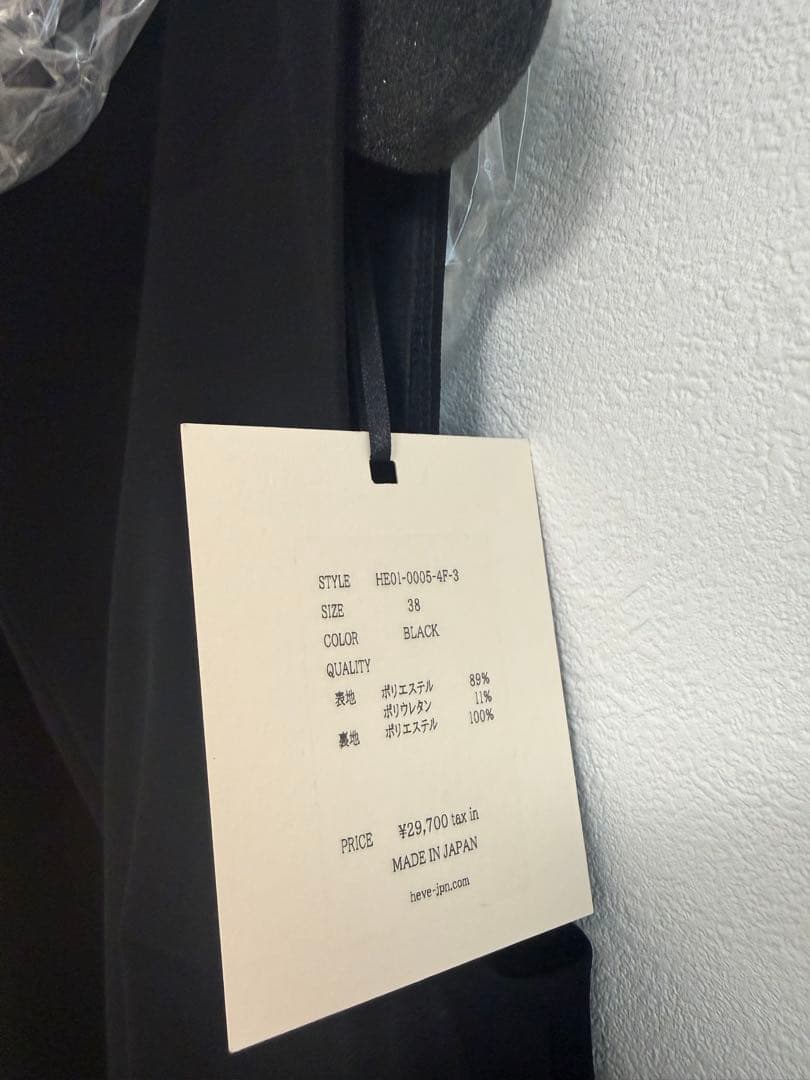 STYLE HE01-0005-4F-3
SIZE 38
COLOR BLACK
QUALITY
表地 ポリエステル 89%
ポリウレタン 11%
裏地 ポリエステル 100%
PRICE ¥29,700 tax in
MADE IN JAPAN
heve-jpn.com